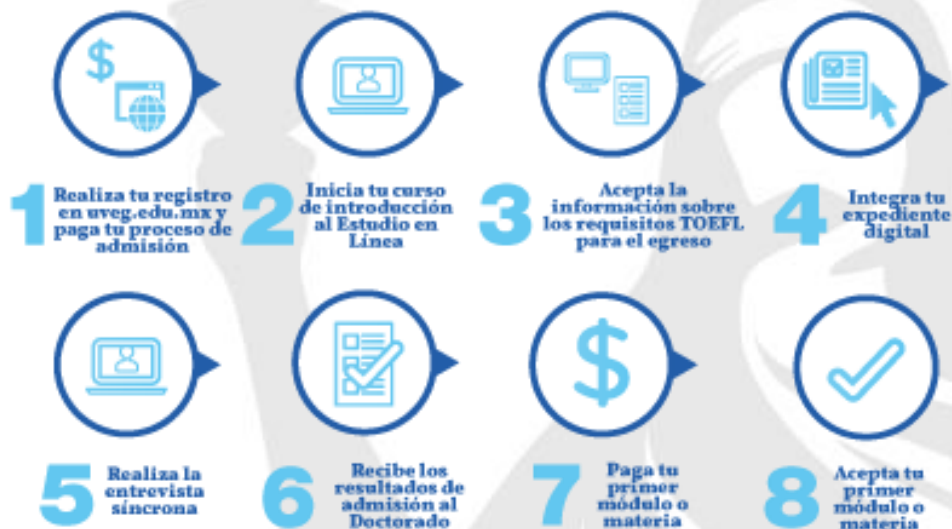 1
Realiza tu registro
en uveg.edu.mx y
paga tu proceso de
admisión
2
Inicia tu curso
de introducción
al Estudio en
Línea
3
Acepta la
información sobre
los requisitos TOEFL
para el egreso
4
Integra tu
expediente
digital
5
Realiza la
entrevista
síncrona
6
Recibe los
resultados de
admisión al
Doctorado
7
Paga tu
primer
módulo o
materia
8
Acepta tu
primer
módulo o
materia